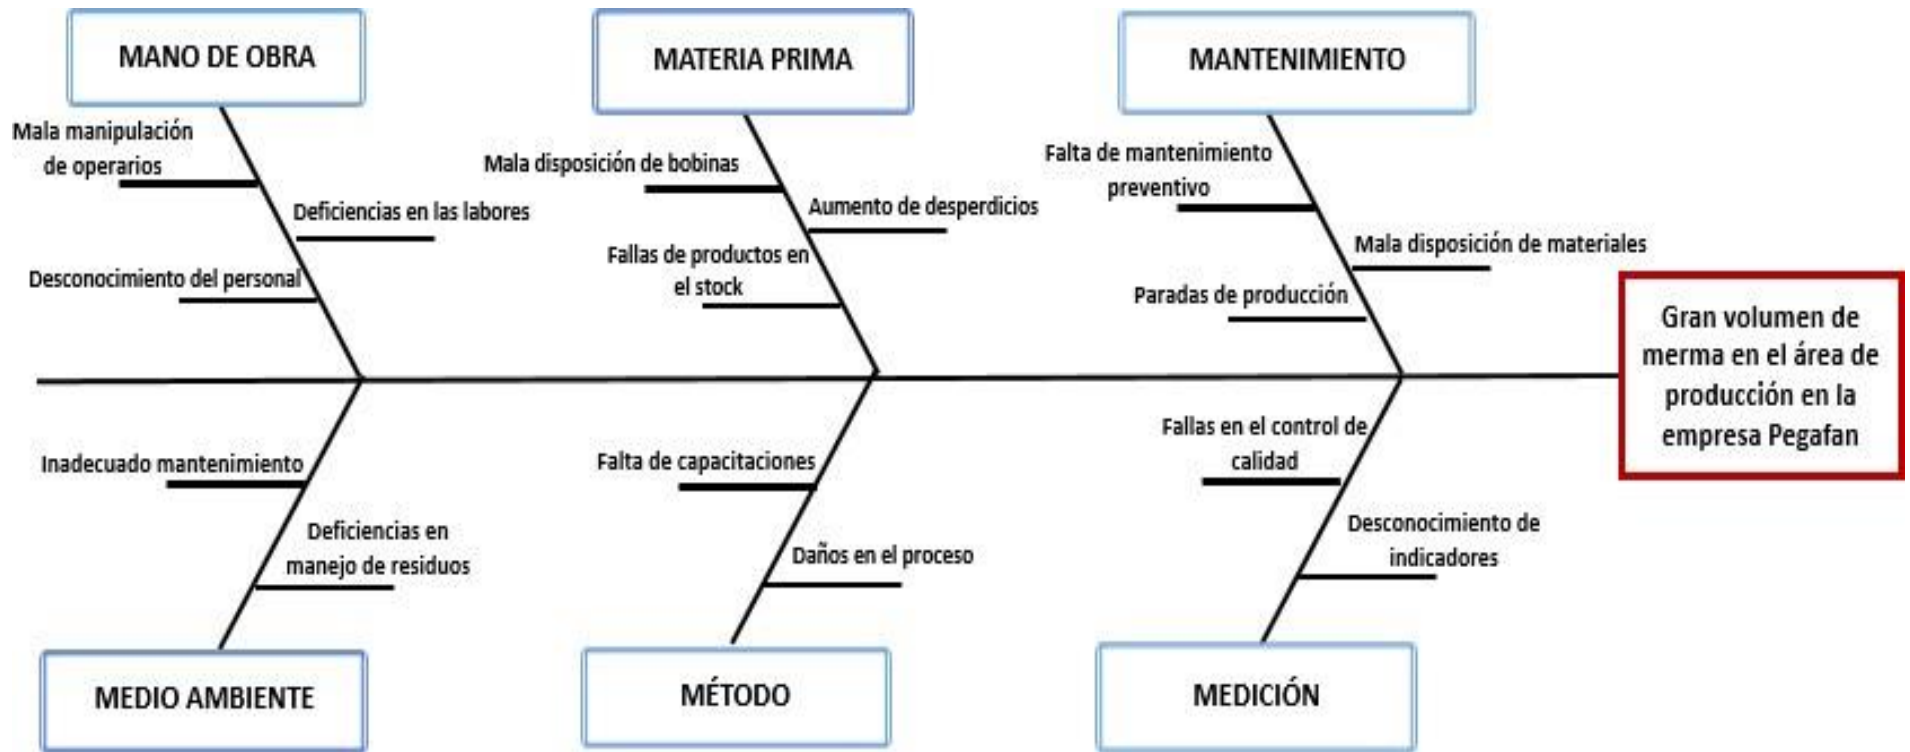 MANO DE OBRA
MATERIA PRIMA
MANTENIMIENTO
Mala manipulación
de operarios
Deficiencias en las labores
Desconocimiento del personal
Mala disposición de bobinas
Aumento de desperdicios
Fallas de productos en
el stock
Falta de mantenimiento
preventivo
Mala disposición de materiales
Paradas de producción
Gran volumen de
merma en el área de
producción en la
empresa Pegafan
Inadecuado mantenimiento
Deficiencias en
manejo de residuos
Falta de capacitaciones
Daños en el proceso
Fallas en el control de
calidad
Desconocimiento de
indicadores
MEDIO AMBIENTE
MÉTODO
MEDICIÓN